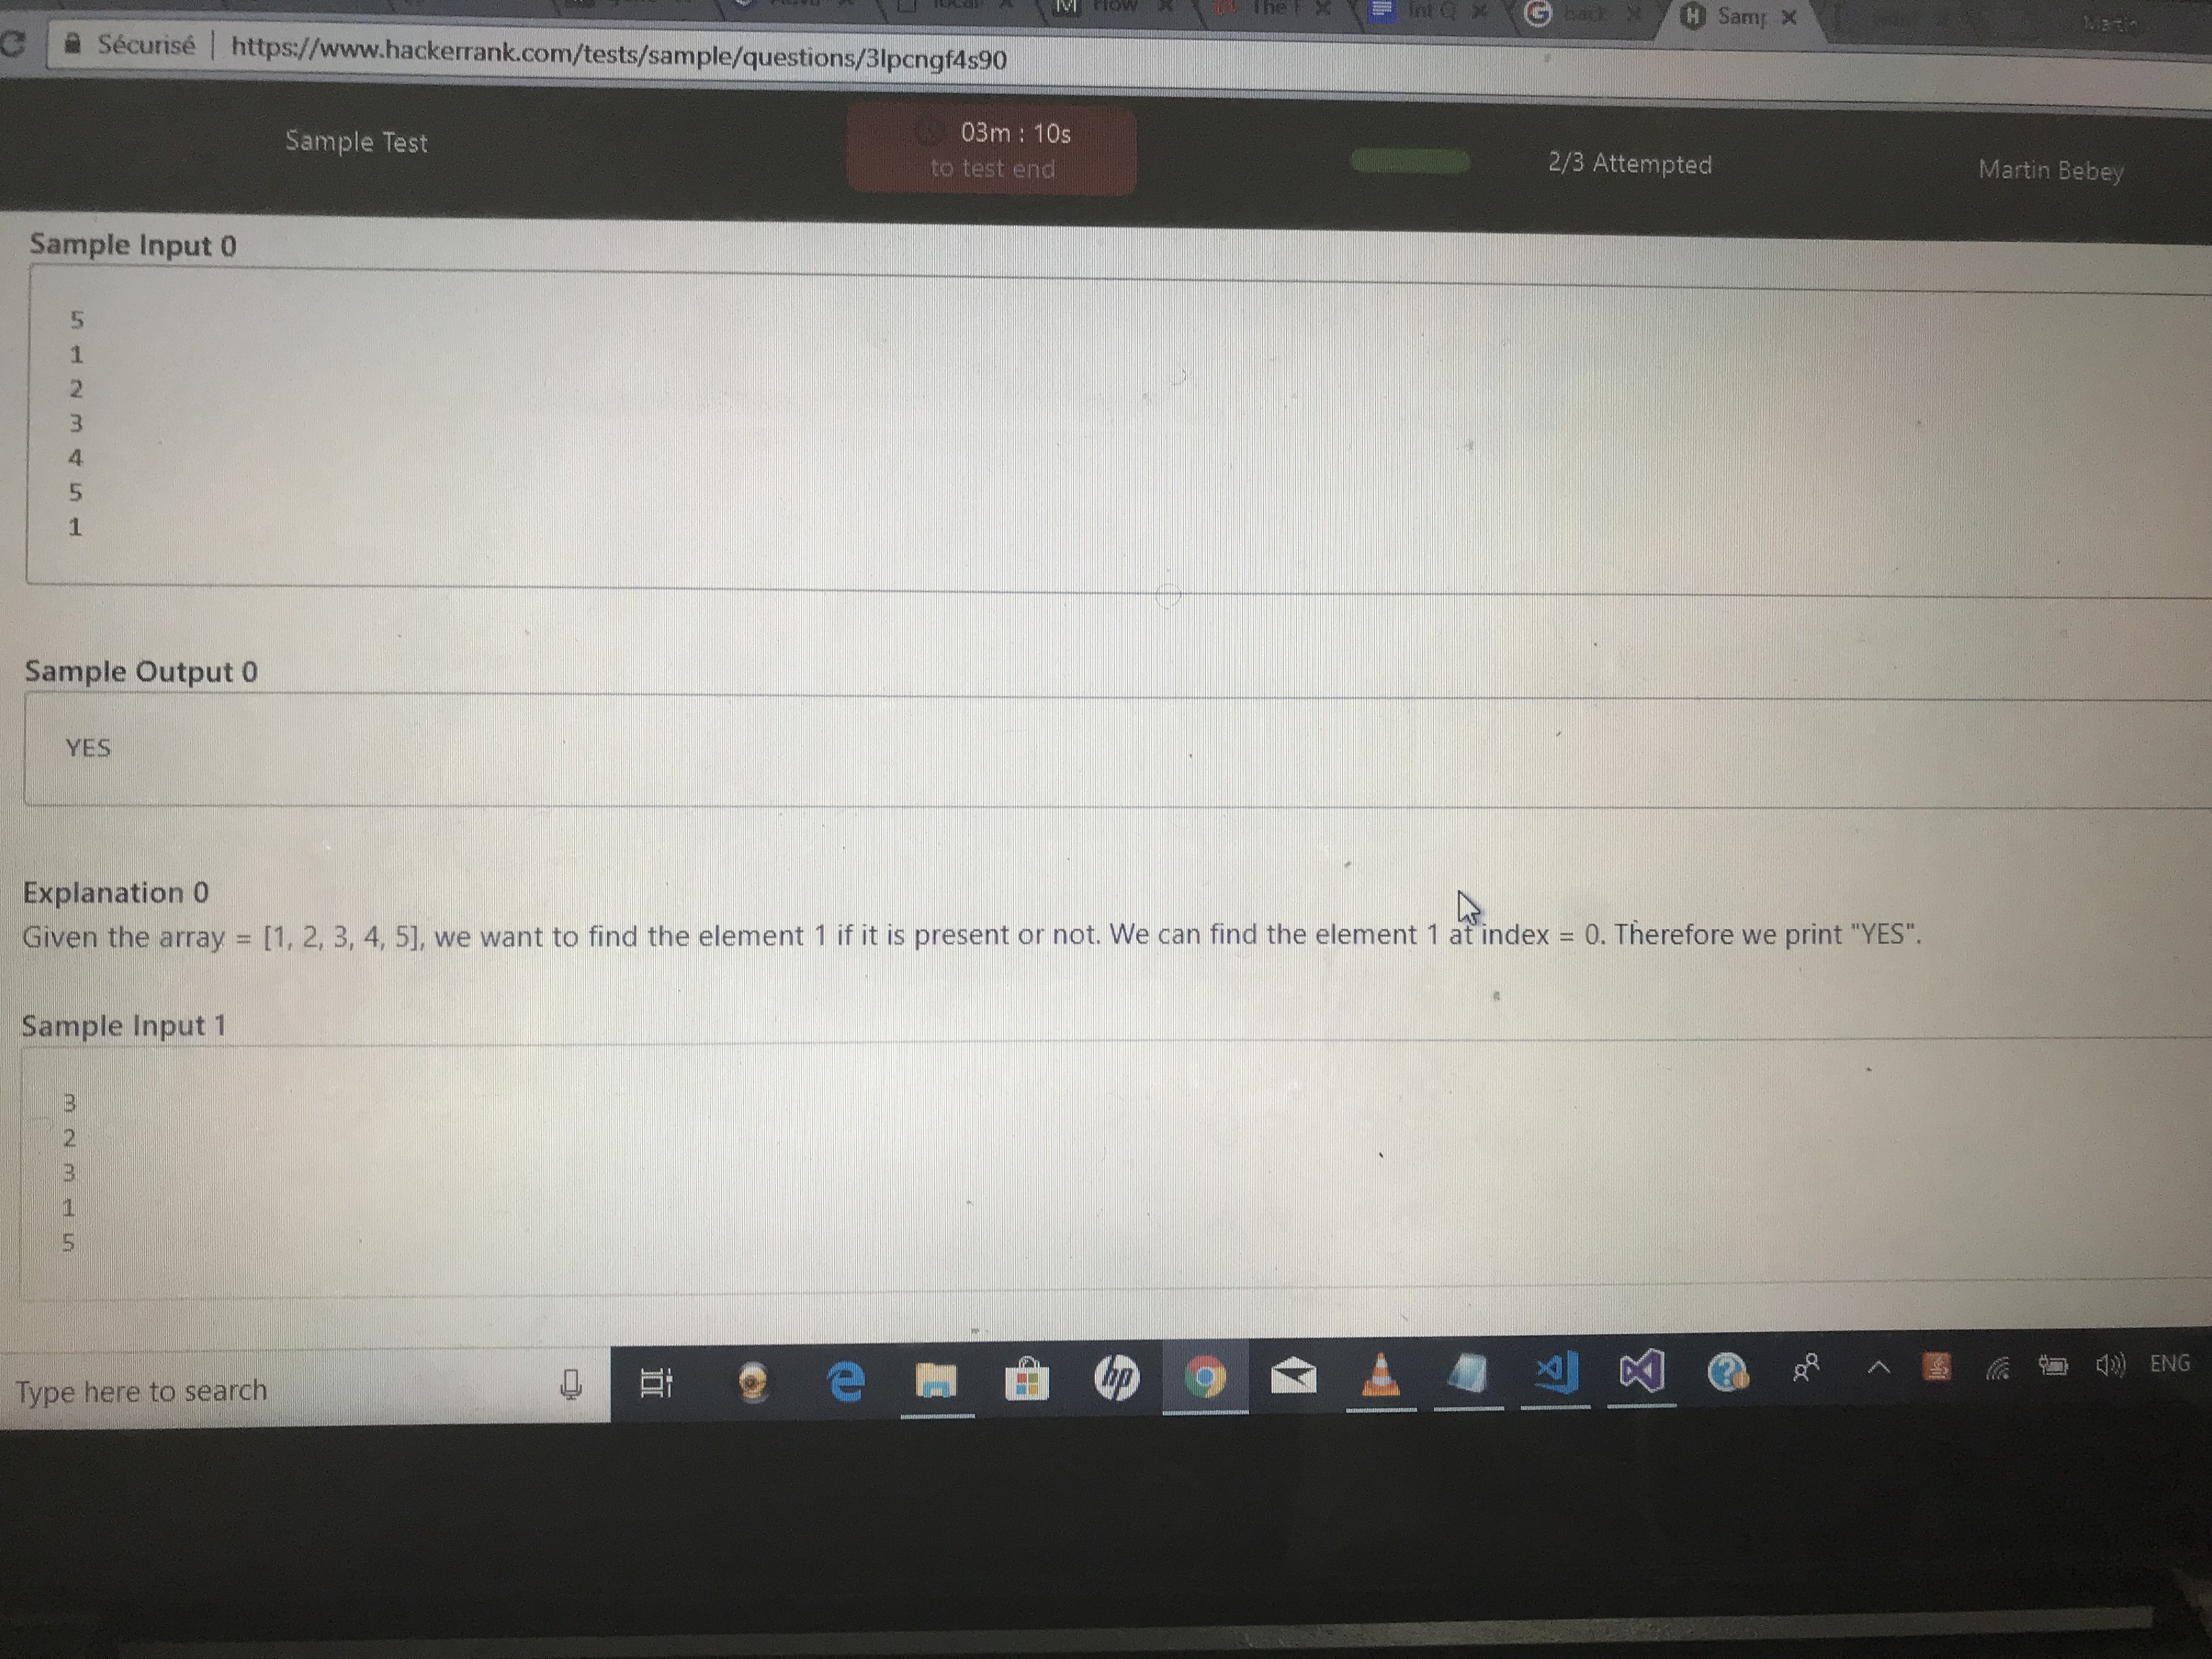 How
The
Int Q
back
Samp
Sécurisé
https://www.hackerrank.com/tests/sample/questions/3lpcngf4s90
Sample Test
03m : 10s
to test end
2/3 Attempted
Martin Bebey
Sample Input 0
5
1
2
3
4
5
1
Sample Output 0
YES
Explanation 0
Given the array = [1, 2, 3, 4, 5], we want to find the element 1 if it is present or not. We can find the element 1 at index = 0. Therefore we print "YES".
Sample Input 1
3
2
3
1
5
Type here to search
hp
ENG